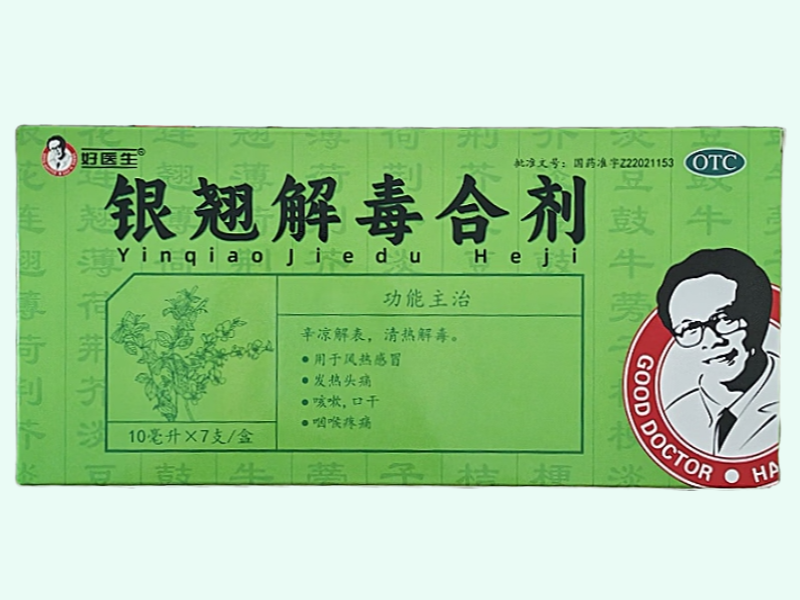 好医生®
批准文号：国药准字Z22021153
OTC
银翘解毒合剂
Yinqiao Jiedu Heji
功能主治
辛凉解表，清热解毒。
•用于风热感冒
•发热头痛
•咳嗽,口干
•咽喉疼痛
10毫升×7支/盒
GOOD DOCTOR • HA